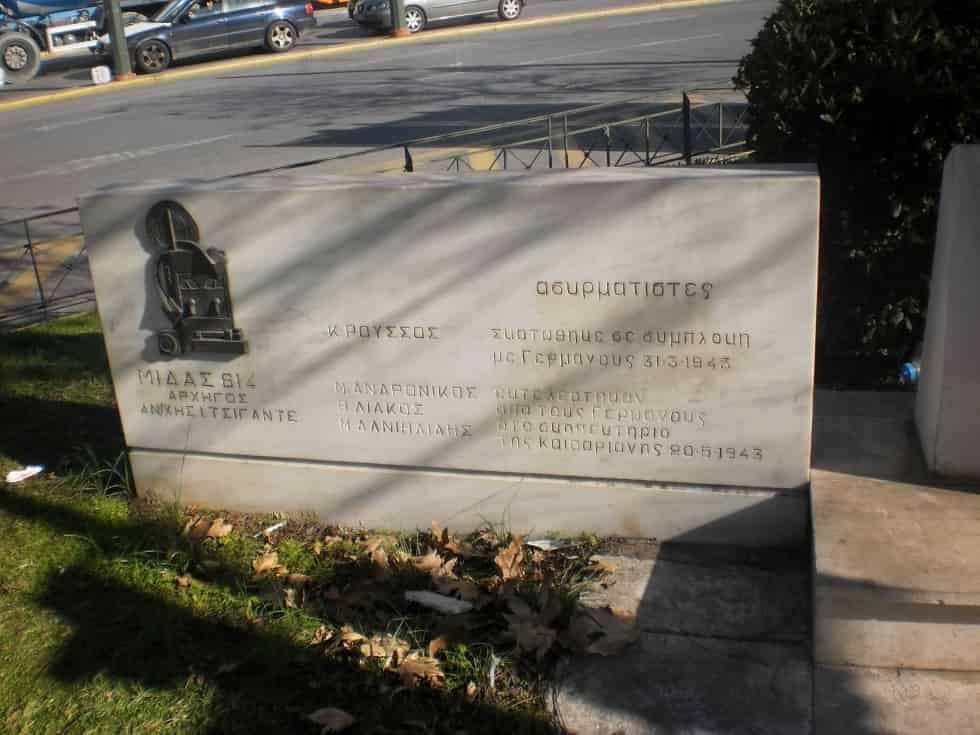 ασυρματιστες
Κ ΡΟΥΣΣΟΣ
Σκοτωθηκε σε συμπλοκη
με Γερμανους 31·3·1943
ΜΙΔΑΣ 614
ΑΡΧΗΓΟΣ
ΑΝ/ΧΗΣ Ι ΤΣΙΓΑΝΤΕ
Μ ΑΝΔΡΟΝΙΚΟΣ
ΛΙΑΚΟΣ
ΔΑΝΙΗΛΙΔΗΣ
εκτελεστηκαν
απο τους Γερμανους
στο σκοπευτηριο
της Καισαριανης 20·5·1943